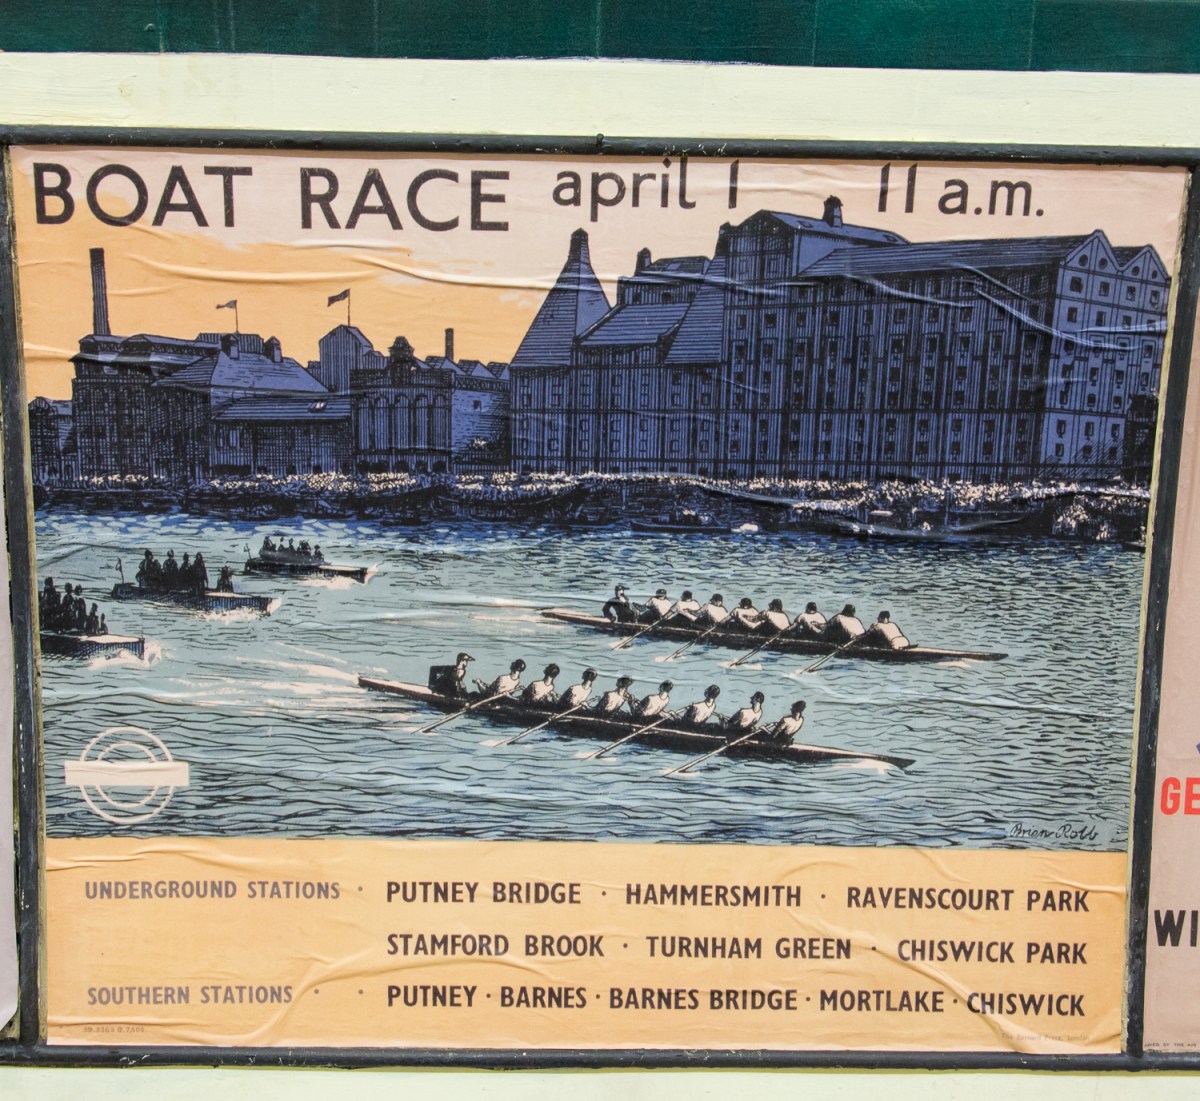 BOAT RACE april 1 11 a.m.
Brian Robb
UNDERGROUND STATIONS · PUTNEY BRIDGE · HAMMERSMITH · RAVENSCOURT PARK
STAMFORD BROOK · TURNHAM GREEN · CHISWICK PARK
SOUTHERN STATIONS · · PUTNEY · BARNES · BARNES BRIDGE · MORTLAKE · CHISWICK
GE
WI